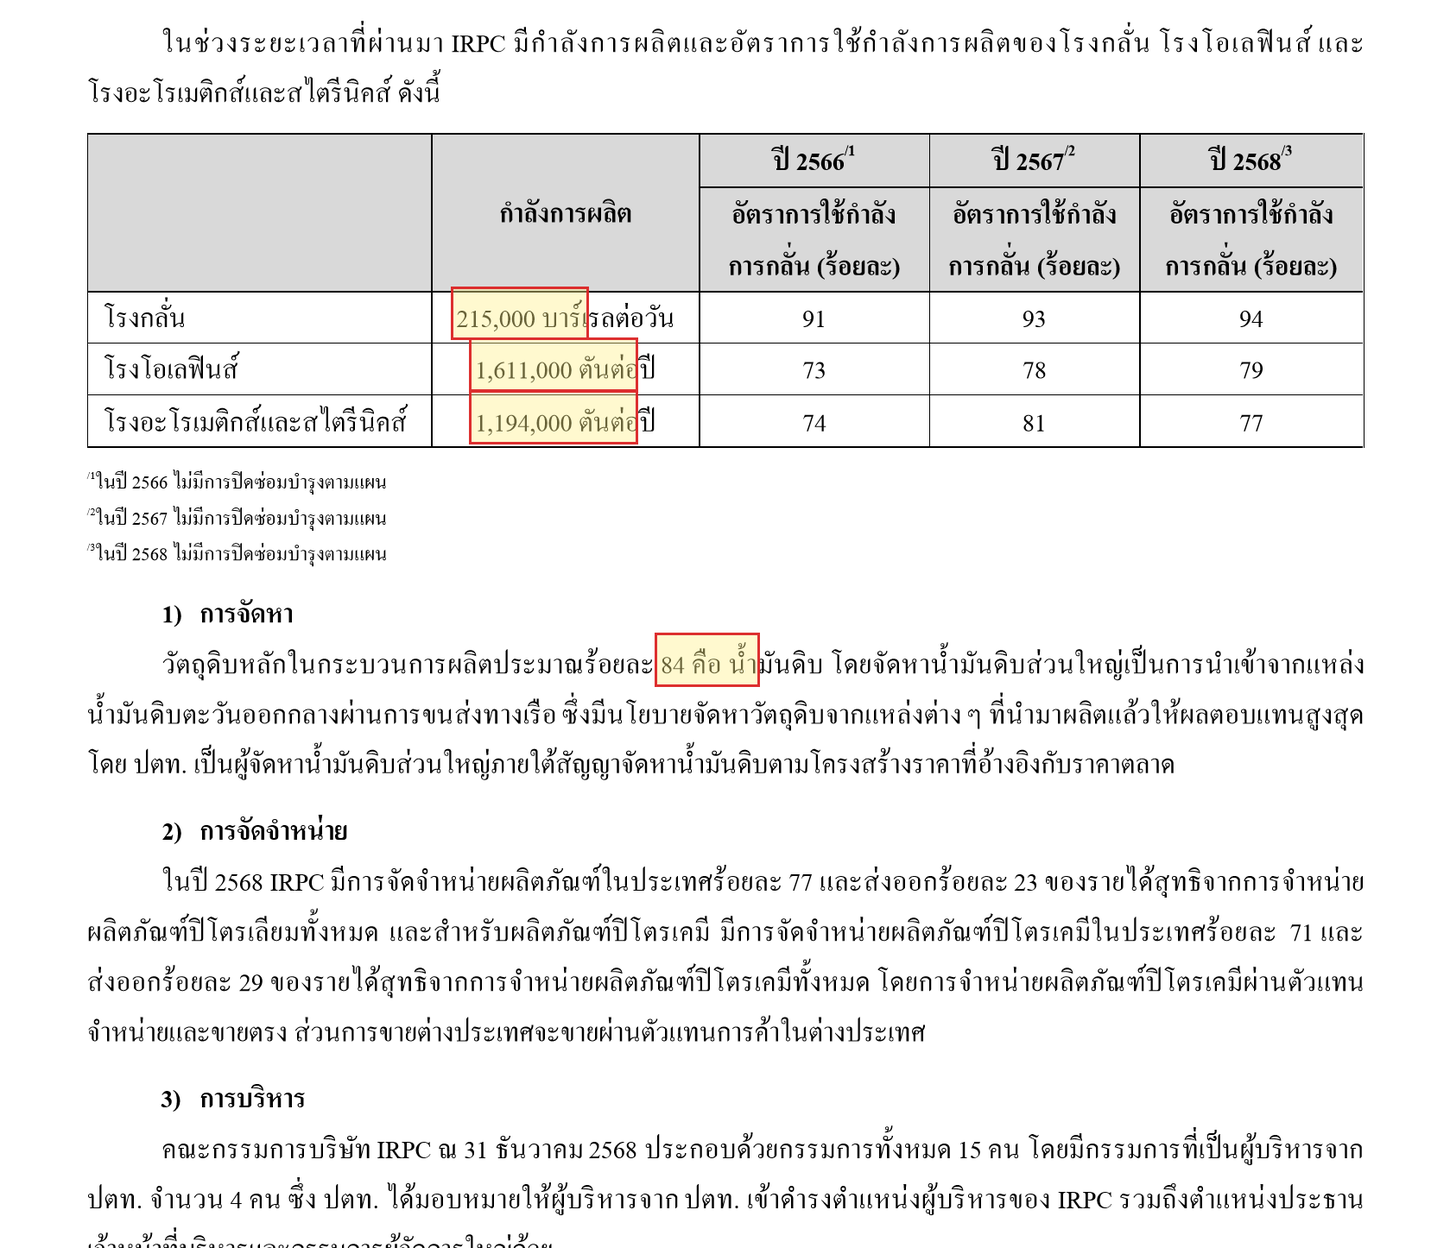 ในช่วงระยะเวลาที่ผ่านมา IRPC มีกำลังการผลิตและอัตราการใช้กำลังการผลิตของโรงกลั่น โรงโอเลฟินส์ และ
โรงอะโรเมติกส์และสไตรีนิคส์ ดังนี้
กำลังการผลิต ปี 2566/1 ปี 2567/2 ปี 2568/3
อัตราการใช้กำลัง อัตราการใช้กำลัง อัตราการใช้กำลัง
การกลั่น (ร้อยละ) การกลั่น (ร้อยละ) การกลั่น (ร้อยละ)
โรงกลั่น 215,000 บาร์เรลต่อวัน 91 93 94
โรงโอเลฟินส์ 1,611,000 ตันต่อปี 73 78 79
โรงอะโรเมติกส์และสไตรีนิคส์ 1,194,000 ตันต่อปี 74 81 77
/1ในปี 2566 ไม่มีการปิดซ่อมบำรุงตามแผน
/2ในปี 2567 ไม่มีการปิดซ่อมบำรุงตามแผน
/3ในปี 2568 ไม่มีการปิดซ่อมบำรุงตามแผน
1) การจัดหา
วัตถุดิบหลักในกระบวนการผลิตประมาณร้อยละ 84 คือ น้ำมันดิบ โดยจัดหาน้ำมันดิบส่วนใหญ่เป็นการนำเข้าจากแหล่ง
น้ำมันดิบตะวันออกกลางผ่านการขนส่งทางเรือ ซึ่งมีนโยบายจัดหาวัตถุดิบจากแหล่งต่าง ๆ ที่นำมาผลิตแล้วให้ผลตอบแทนสูงสุด
โดย ปตท. เป็นผู้จัดหาน้ำมันดิบส่วนใหญ่ภายใต้สัญญาจัดหาน้ำมันดิบตามโครงสร้างราคาที่อ้างอิงกับราคาตลาด
2) การจัดจำหน่าย
ในปี 2568 IRPC มีการจัดจำหน่ายผลิตภัณฑ์ในประเทศร้อยละ 77 และส่งออกร้อยละ 23 ของรายได้สุทธิจากการจำหน่าย
ผลิตภัณฑ์ปิโตรเลียมทั้งหมด และสำหรับผลิตภัณฑ์ปิโตรเคมี มีการจัดจำหน่ายผลิตภัณฑ์ปิโตรเคมีในประเทศร้อยละ 71 และ
ส่งออกร้อยละ 29 ของรายได้สุทธิจากการจำหน่ายผลิตภัณฑ์ปิโตรเคมีทั้งหมด โดยการจำหน่ายผลิตภัณฑ์ปิโตรเคมีผ่านตัวแทน
จำหน่ายและขายตรง ส่วนการขายต่างประเทศจะขายผ่านตัวแทนการค้าในต่างประเทศ
3) การบริหาร
คณะกรรมการบริษัท IRPC ณ 31 ธันวาคม 2568 ประกอบด้วยกรรมการทั้งหมด 15 คน โดยมีกรรมการที่เป็นผู้บริหารจาก
ปตท. จำนวน 4 คน ซึ่ง ปตท. ได้มอบหมายให้ผู้บริหารจาก ปตท. เข้าดำรงตำแหน่งผู้บริหารของ IRPC รวมถึงตำแหน่งประธาน
เจ้าหน้าที่บริหารและกรรมการผู้จัดการใหญ่ด้วย